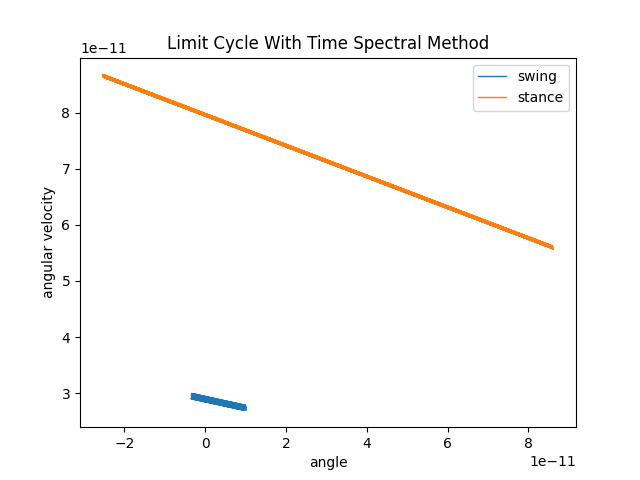 Limit Cycle With Time Spectral Method
1e−11
swing
stance
8
7
6
5
4
3
angular velocity
−2
0
2
4
6
8
angle
1e−11